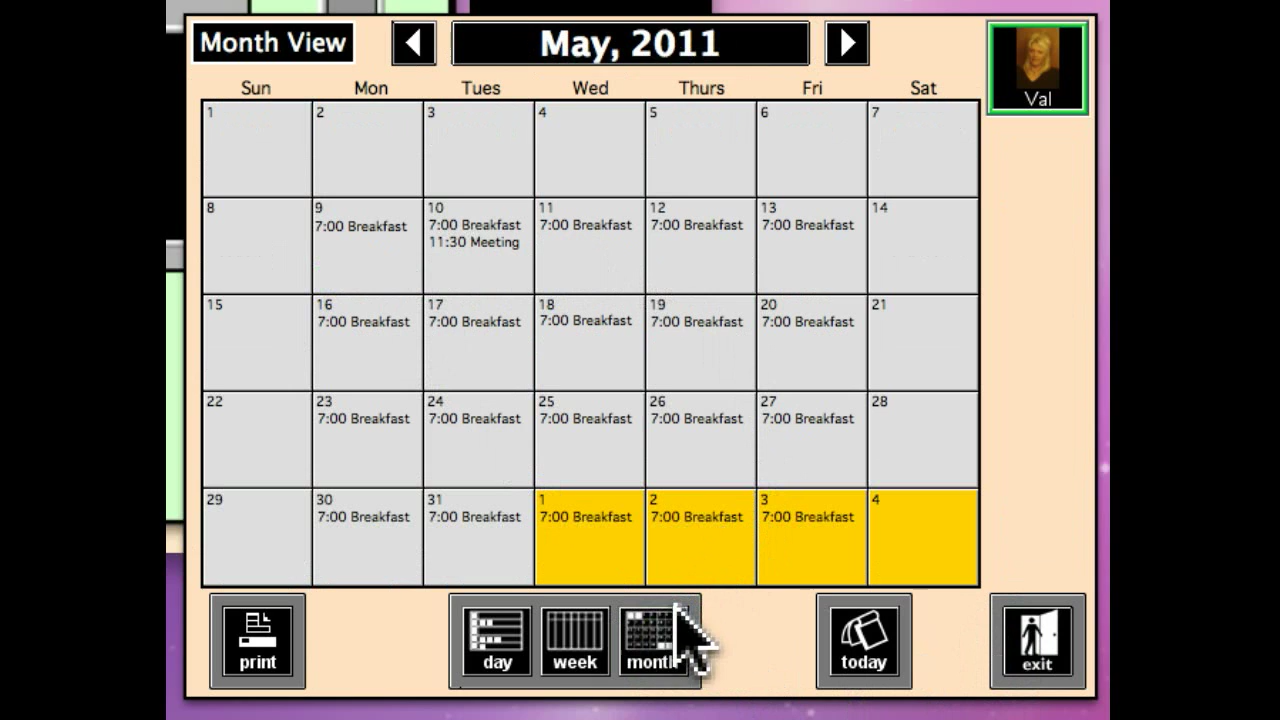 Month View
May, 2011
Val
Sun Mon Tues Wed Thurs Fri Sat
1 2 3 4 5 6 7
8 9 10 11 12 13 14
7:00 Breakfast 7:00 Breakfast 7:00 Breakfast 7:00 Breakfast 7:00 Breakfast
11:30 Meeting
15 16 17 18 19 20 21
7:00 Breakfast 7:00 Breakfast 7:00 Breakfast 7:00 Breakfast 7:00 Breakfast
22 23 24 25 26 27 28
7:00 Breakfast 7:00 Breakfast 7:00 Breakfast 7:00 Breakfast 7:00 Breakfast
29 30 31 1 2 3 4
7:00 Breakfast 7:00 Breakfast 7:00 Breakfast 7:00 Breakfast 7:00 Breakfast
print day week month today exit